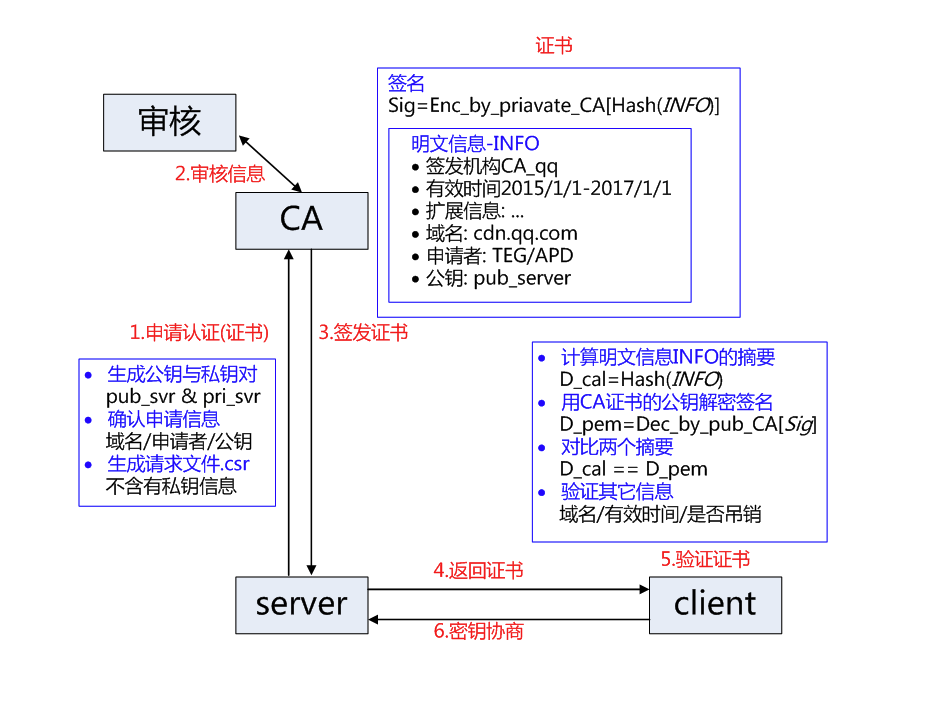 证书
签名
Sig=Enc_by_priavate_CA[Hash(INFO)]
明文信息-INFO
• 签发机构CA_qq
• 有效时间2015/1/1-2017/1/1
• 扩展信息: ...
• 域名: cdn.qq.com
• 申请者: TEG/APD
• 公钥: pub_server
审核
2.审核信息
CA
1.申请认证(证书)
3.签发证书
• 生成公钥与私钥对
pub_svr & pri_svr
• 确认申请信息
域名/申请者/公钥
• 生成请求文件.csr
不含有私钥信息
• 计算明文信息INFO的摘要
D_cal=Hash(INFO)
• 用CA证书的公钥解密签名
D_pem=Dec_by_pub_CA[Sig]
• 对比两个摘要
D_cal == D_pem
• 验证其它信息
域名/有效时间/是否吊销
5.验证证书
4.返回证书
server
client
6.密钥协商